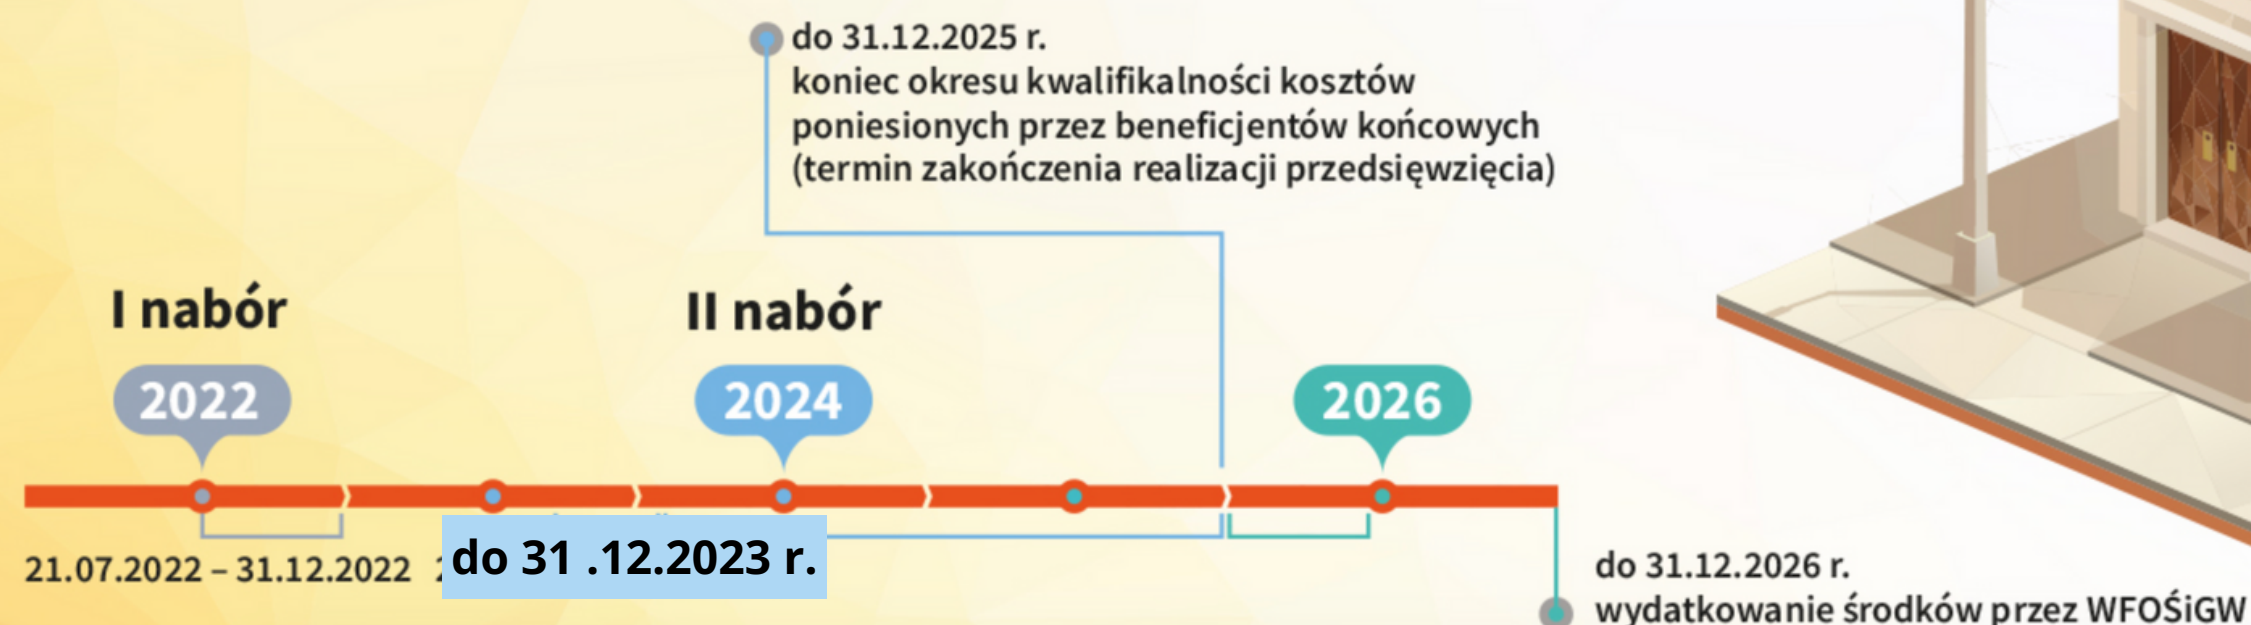 do 31.12.2025 r.
koniec okresu kwalifikalności kosztów
poniesionych przez beneficjentów końcowych
(termin zakończenia realizacji przedsięwzięcia)
I nabór
II nabór
2022
2024
2026
21.07.2022 – 31.12.2022
do 31 .12.2023 r.
do 31.12.2026 r.
wydatkowanie środków przez WFOŚiGW